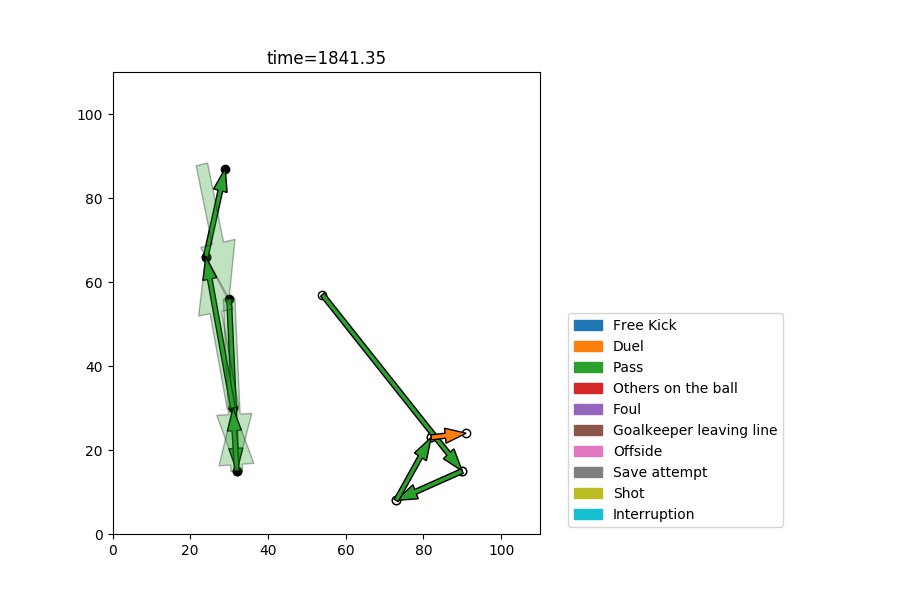 time=1841.35
100
80
60
40
20
0
0 20 40 60 80 100
Free Kick
Duel
Pass
Others on the ball
Foul
Goalkeeper leaving line
Offside
Save attempt
Shot
Interruption